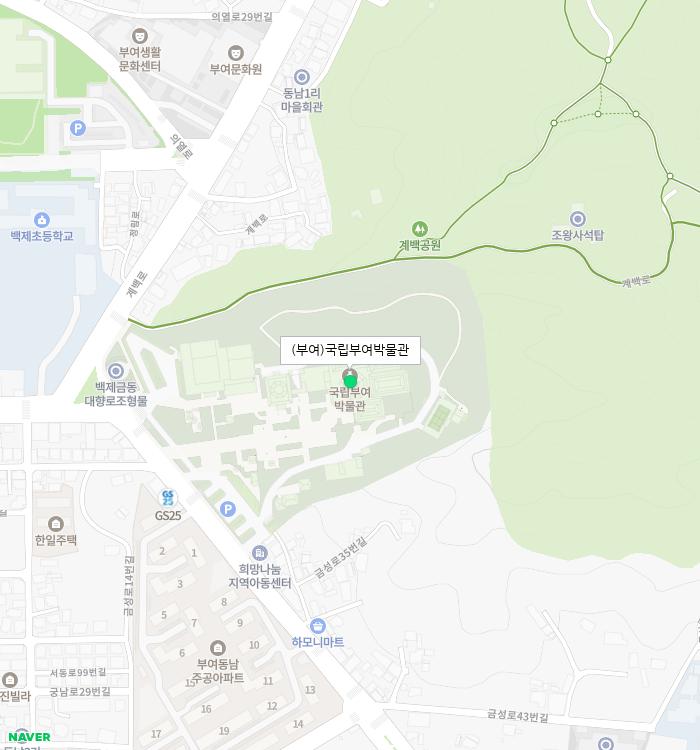 의열로29번길
부여생활
문화센터
부여문화원
동남1리
마을회관
P
의열로
정림로
계백로
백제초등학교
계백공원
조왕사석탑
계백로
계백로
(부여)국립부여박물관
국립부여
박물관
백제금동
대향로조형물
GS
25
GS25
P
한일주택
희망나눔
지역아동센터
금성로35번길
금성로14번길
2
1
3
5
8
6
9
7
10
하모니마트
부여동남
주공아파트
서동로99번길
궁남로29번길
진빌라
15
11
13
16
12
17
19
14
금성로43번길
NAVER